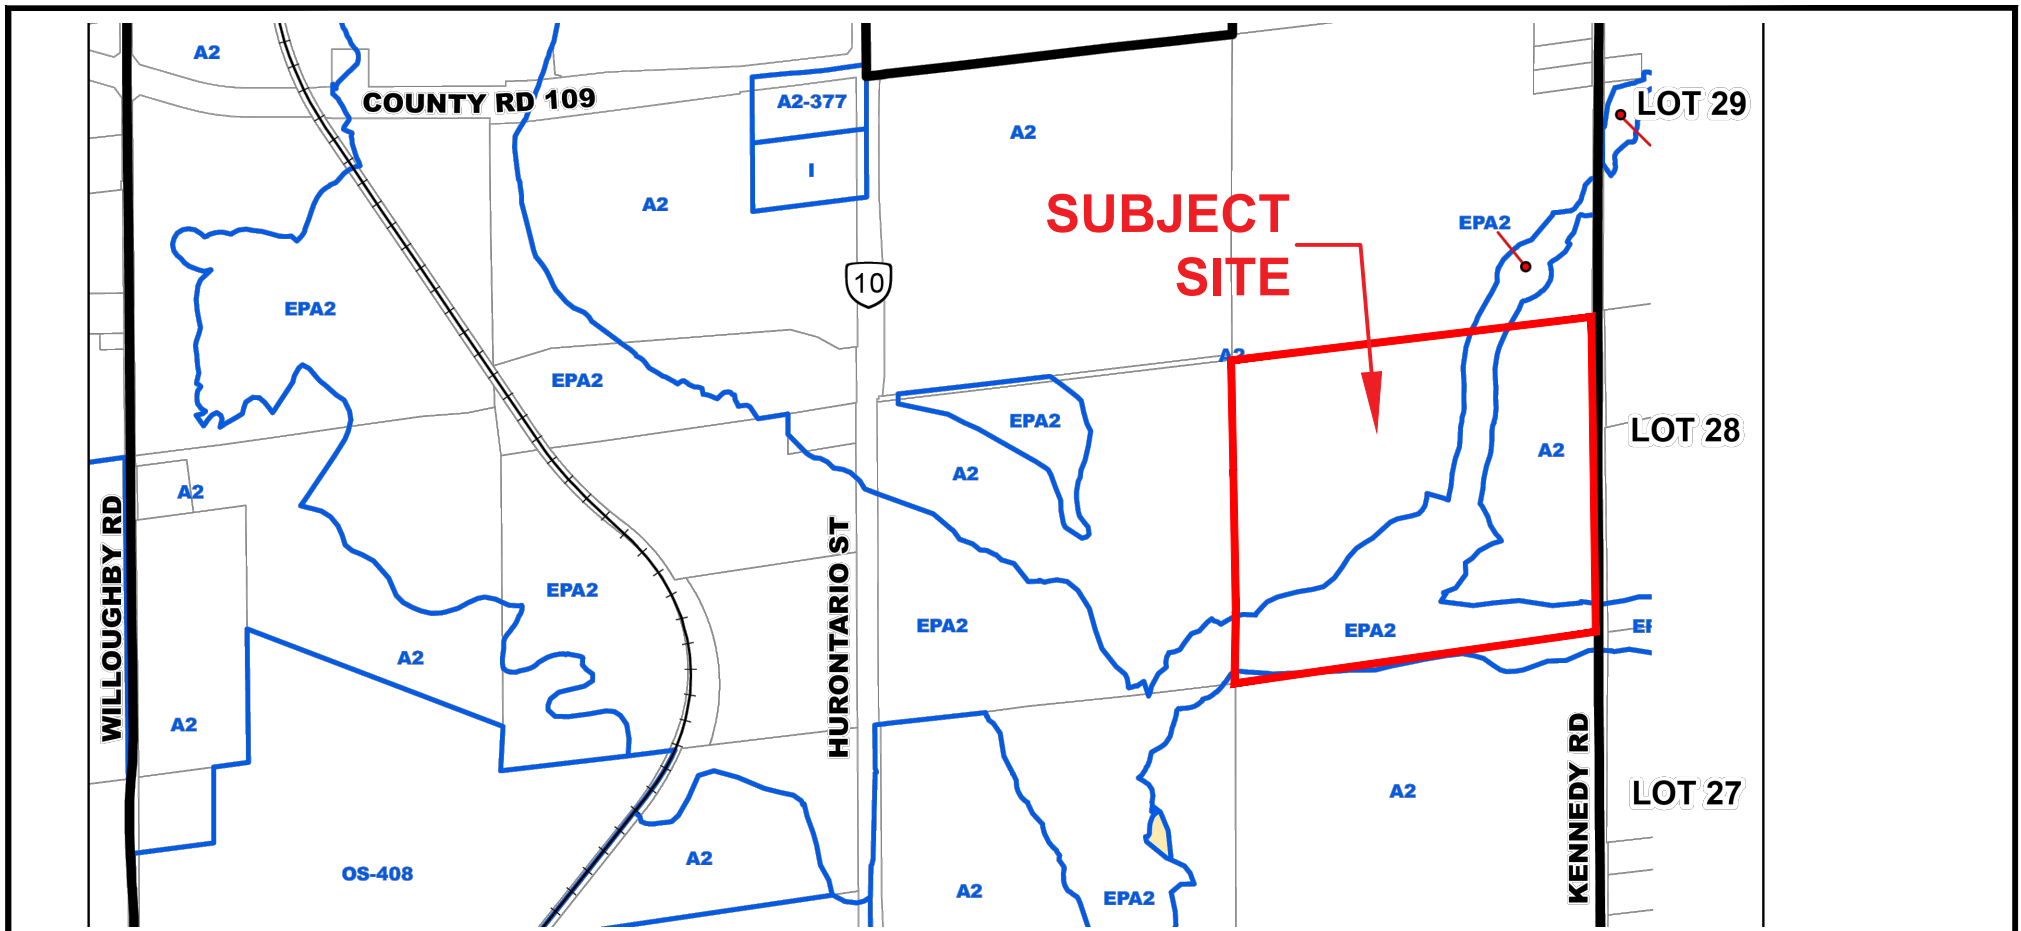 A2
COUNTY RD 109
A2-377
LOT 29
A2
I
A2
SUBJECT
SITE
EPA2
10
EPA2
A2
EPA2
EPA2
LOT 28
A2
A2
A2
WILLOUGHBY RD
HURONTARIO ST
EPA2
EPA2
EPA2
A2
A2
KENNEDY RD
A2
LOT 27
A2
OS-408
A2
EPA2